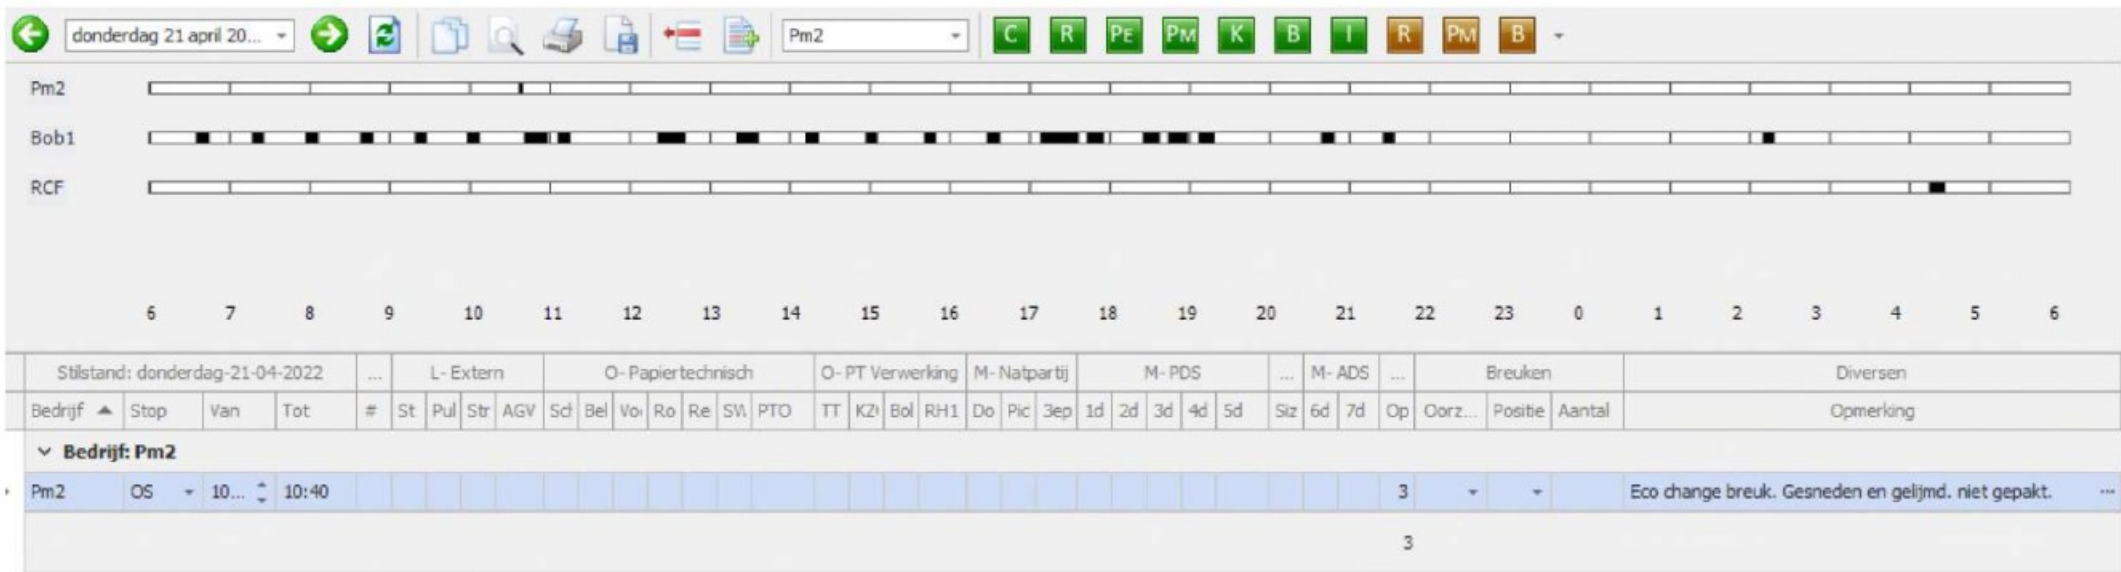 donderdag 21 april 20... Pm2 C R PE PM K B I R PM B
Pm2
Bob1
RCF
6 7 8 9 10 11 12 13 14 15 16 17 18 19 20 21 22 23 0 1 2 3 4 5 6
Stilstand: donderdag-21-04-2022 ... L- Extern O- Papiertechnisch O- PT Verwerking M- Natpartij M- PDS ... M- ADS ... Breuken Diversen
Bedrijf Stop Van Tot # St Pul Str AGV Scl Bel Vo Ro Re SW PTO TT KZ Bol RH1 Do Pic 3ep 1d 2d 3d 4d 5d Siz 6d 7d Op Oorz... Positie Aantal Opmerking
Bedrijf: Pm2
Pm2 OS 10... 10:40 3 Eco change breuk. Gesneden en gelijmd. niet gepakt. ...
3